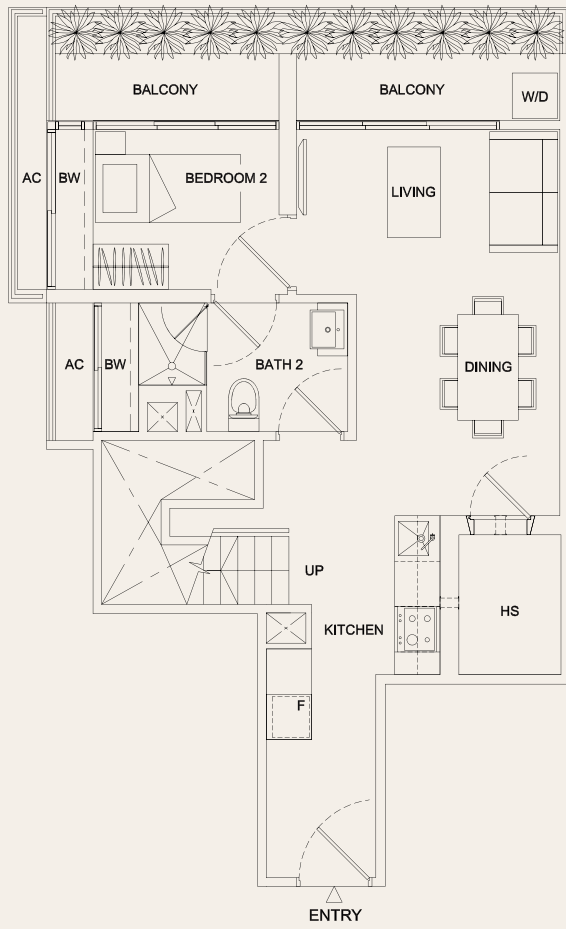 BALCONY
BALCONY
W/D
AC
BW
BEDROOM 2
LIVING
AC
BW
BATH 2
DINING
UP
HS
KITCHEN
F
ENTRY